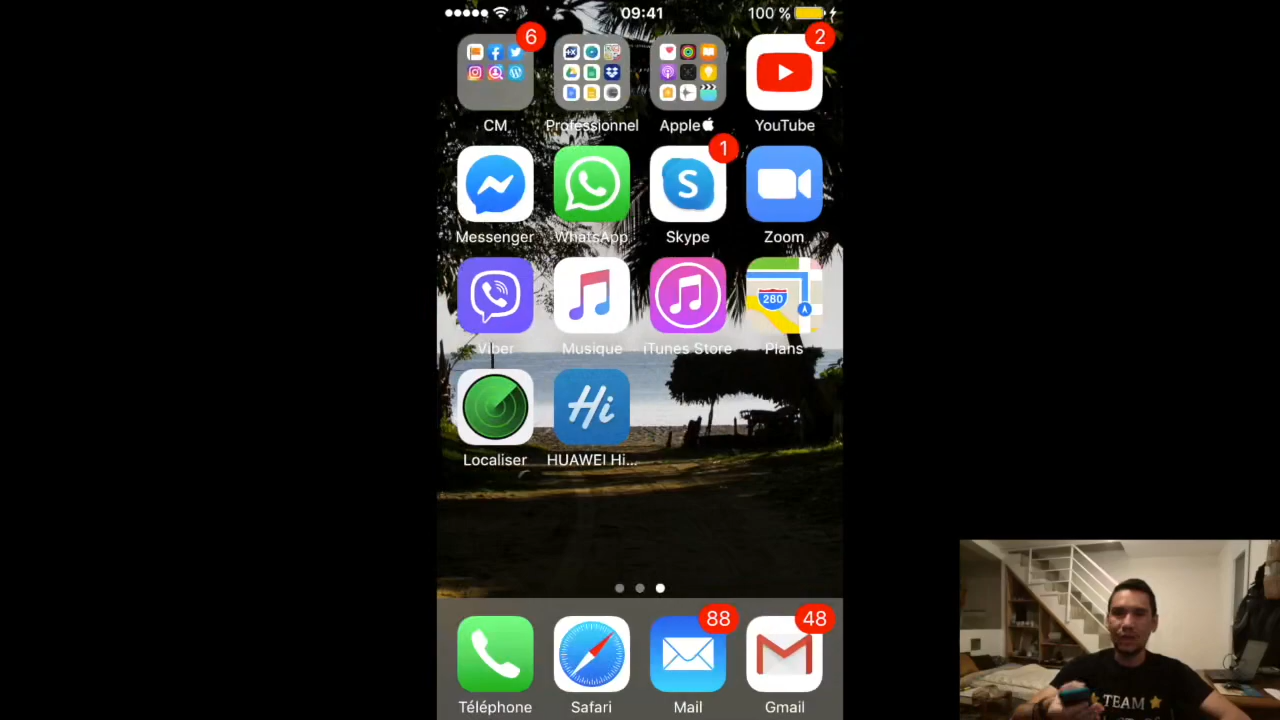 09:41
100 %
6
2
CM
Professionnel
Apple
YouTube
1
S
Messenger
WhatsApp
Skype
Zoom
280
Viber
Musique
iTunes Store
Plans
Hi
Localiser
HUAWEI Hi...
88
48
Téléphone
Safari
Mail
Gmail
TEAM